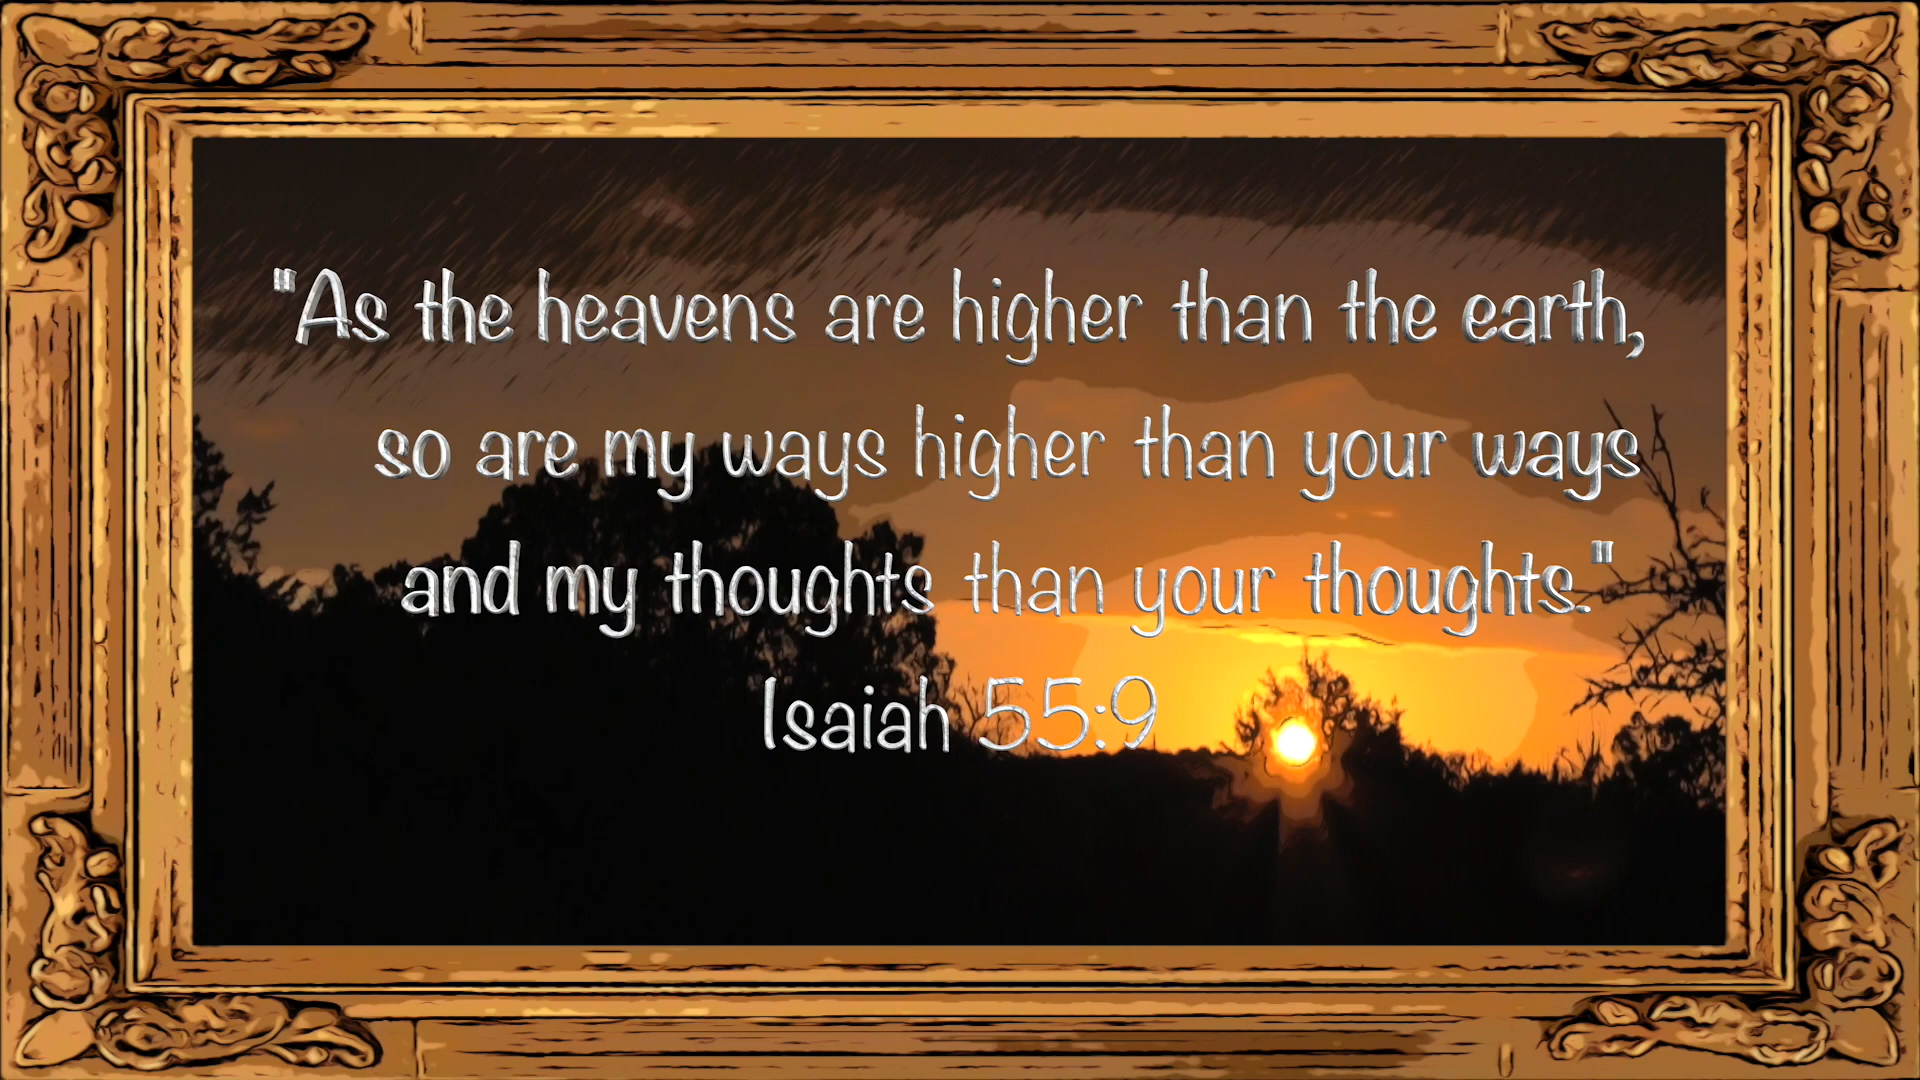 "As the heavens are higher than the earth,
so are my ways higher than your ways
and my thoughts than your thoughts."
Isaiah 55:9